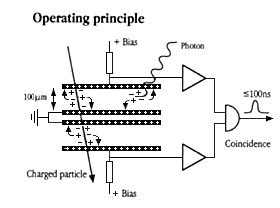 Operating principle
+ Bias
Photon
100μm
≤100ns
Coincidence
Charged particle
+ Bias